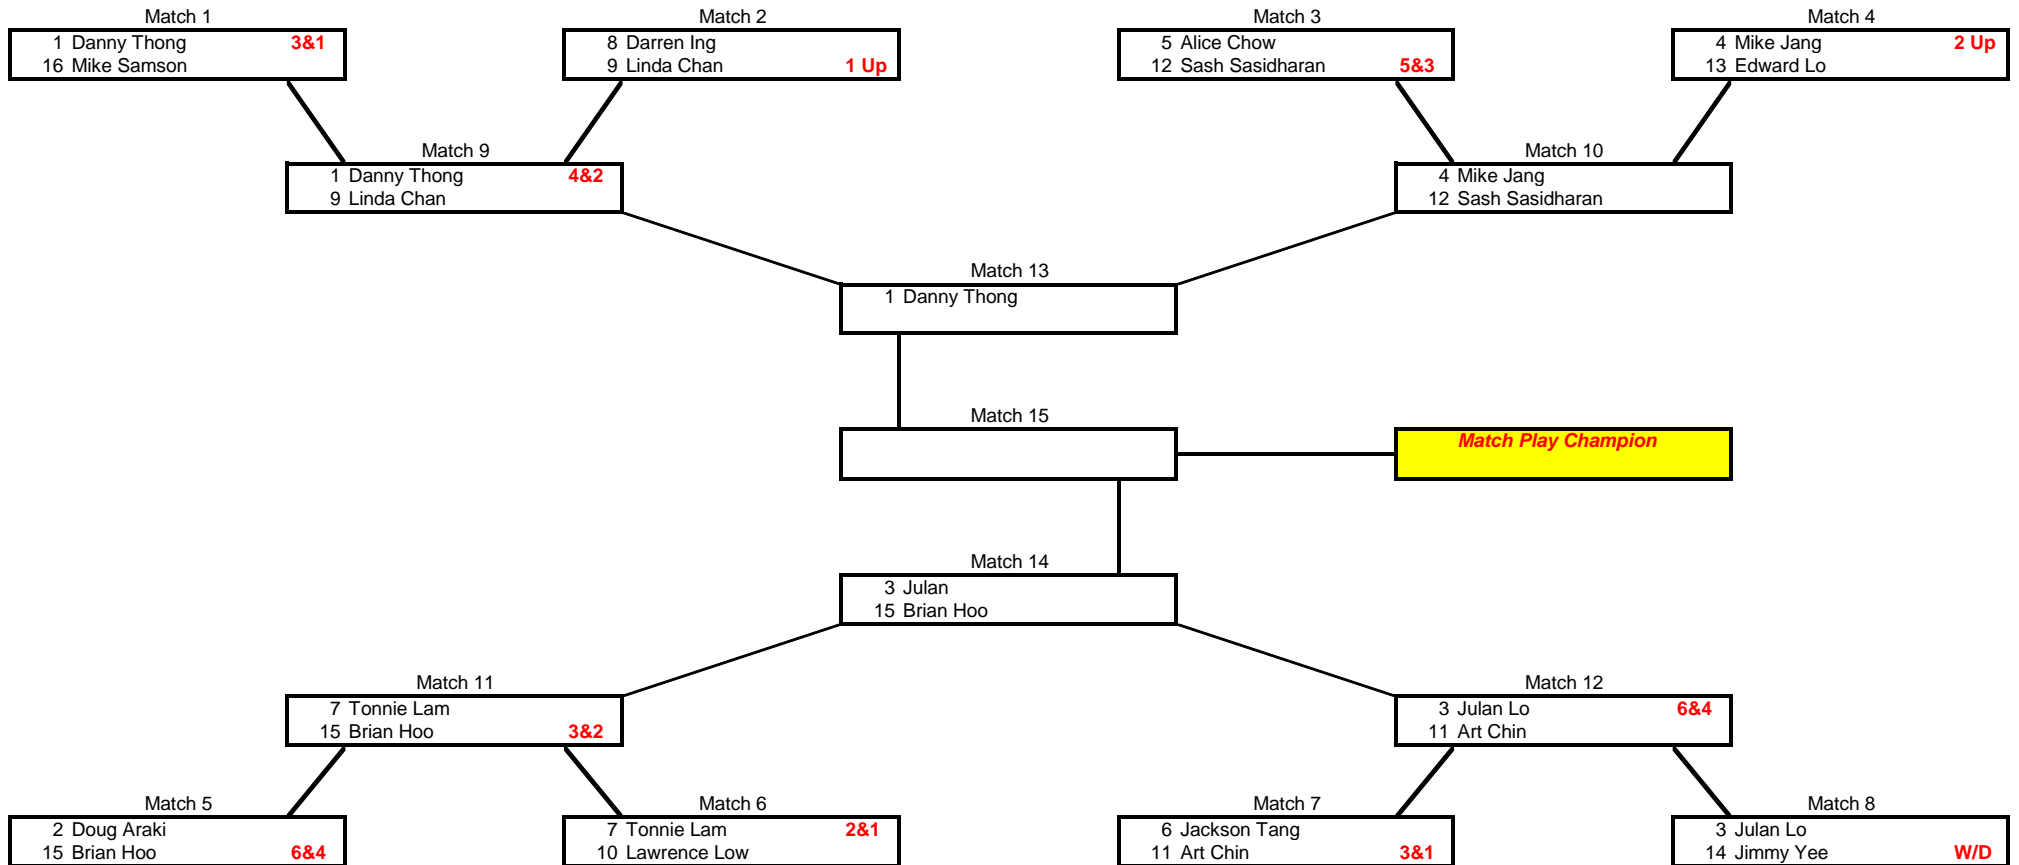 Match 1 Match 2 Match 3 Match 4
1 Danny Thong 3&1 8 Darren Ing 5 Alice Chow 4 Mike Jang 2 Up
16 Mike Samson 9 Linda Chan 1 Up 12 Sash Sasidharan 5&3 13 Edward Lo
Match 9 Match 10
1 Danny Thong 4&2 4 Mike Jang
9 Linda Chan 12 Sash Sasidharan
Match 13
1 Danny Thong
Match 15
Match Play Champion
Match 14
3 Julan
15 Brian Hoo
Match 11 Match 12
7 Tonnie Lam 3 Julan Lo 6&4
15 Brian Hoo 3&2 11 Art Chin
Match 5 Match 6 Match 7 Match 8
2 Doug Araki 7 Tonnie Lam 2&1 6 Jackson Tang 3 Julan Lo
15 Brian Hoo 6&4 10 Lawrence Low 11 Art Chin 3&1 14 Jimmy Yee W/D